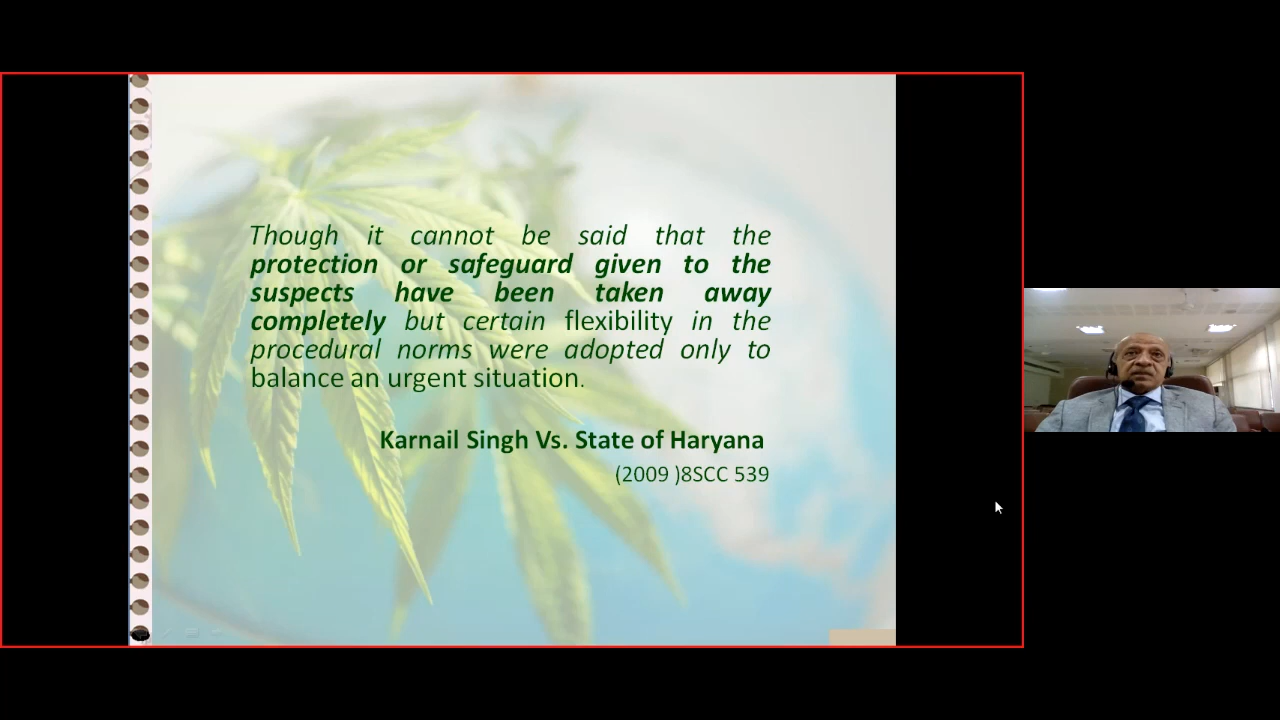 Though it cannot be said that the
protection or safeguard given to the
suspects have been taken away
completely but certain flexibility in the
procedural norms were adopted only to
balance an urgent situation.
Karnail Singh Vs. State of Haryana
(2009 )8SCC 539